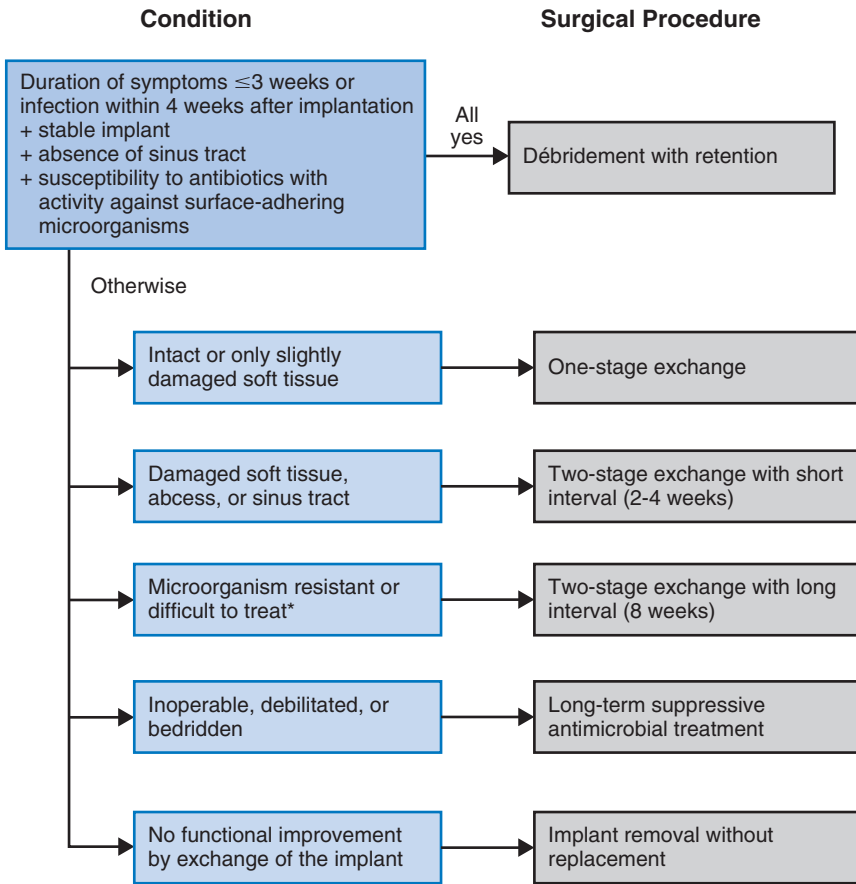 Condition
Surgical Procedure
Duration of symptoms ≤3 weeks or
infection within 4 weeks after implantation
+ stable implant
+ absence of sinus tract
+ susceptibility to antibiotics with
activity against surface-adhering
microorganisms
All
yes
Débridement with retention
Otherwise
Intact or only slightly
damaged soft tissue
One-stage exchange
Damaged soft tissue,
abcess, or sinus tract
Two-stage exchange with short
interval (2-4 weeks)
Microorganism resistant or
difficult to treat*
Two-stage exchange with long
interval (8 weeks)
Inoperable, debilitated, or
bedridden
Long-term suppressive
antimicrobial treatment
No functional improvement
by exchange of the implant
Implant removal without
replacement